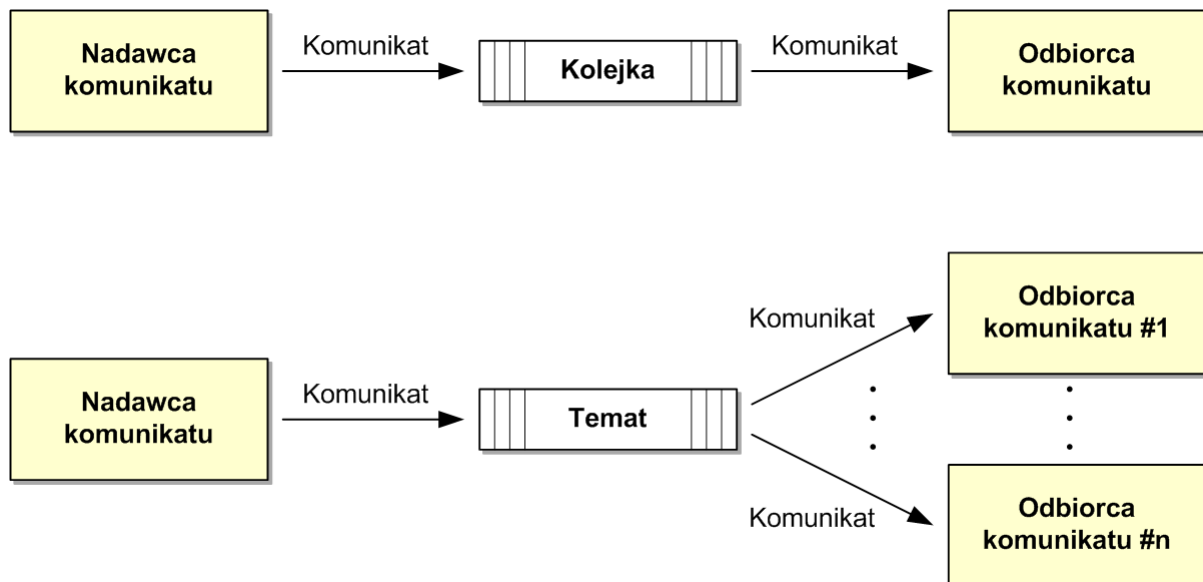 Nadawca
komunikatu
Komunikat
Kolejka
Komunikat
Odbiorca
komunikatu
Nadawca
komunikatu
Komunikat
Temat
Komunikat
Odbiorca
komunikatu #1
Komunikat
Odbiorca
komunikatu #n